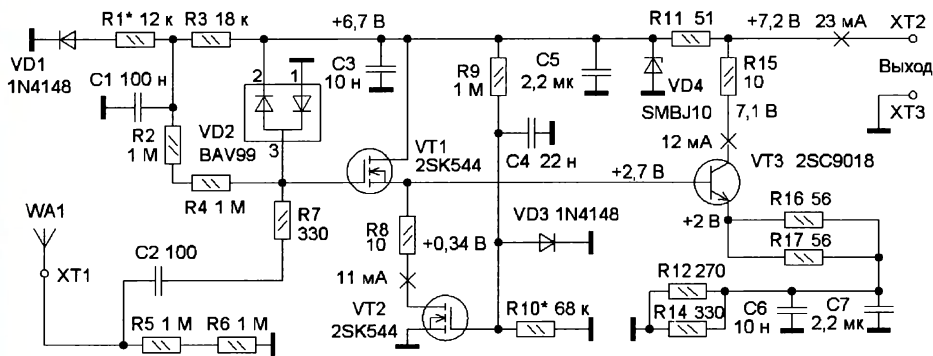 R1* 12 к
R3 18 к
+6,7 В
R11 51
+7,2 В
23 мА
XT2
VD1
1N4148
C1 100 н
2
1
C3
10 н
R9
1 М
C5
2,2 мк
VD4
SMBJ10
R15
10
7,1 В
Выход
XT3
R2
1 М
VD2
BAV99
3
VT1
2SK544
C4
22 н
12 мА
VT3 2SC9018
+2,7 В
R4 1 М
R16 56
WA1
R7
330
R8
10
+0,34 В
VD3 1N4148
+2 В
R17 56
C2 100
XT1
11 мА
R12 270
VT2
2SK544
R10* 68 к
R14 330
C6
10 н
C7
2,2 мк
R5 1 М
R6 1 М